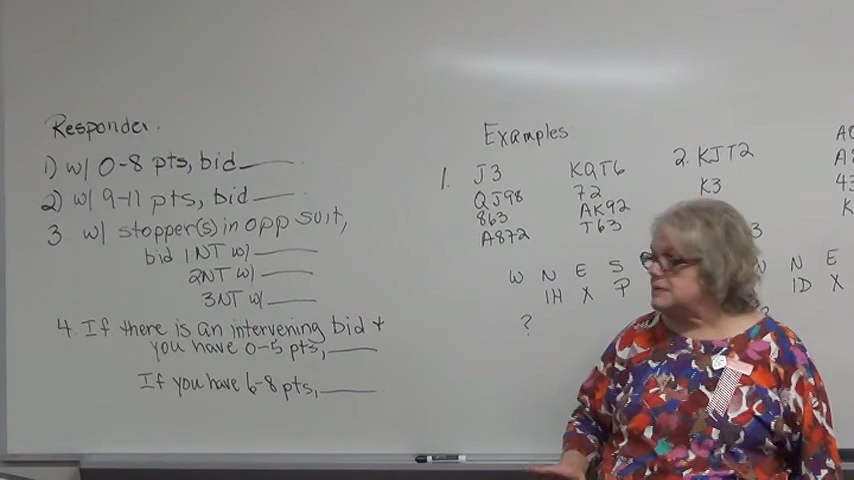 Responder.
1) w/ 0-8 pts, bid
2) w/ 9-11 pts, bid
3 w/ stopper(s) in opp suit,
bid 1NT w/
2NT w/
3NT w/
4. If there is an intervening bid +
you have 0-5 pts,
If you have 6-8 pts,
Examples:
1. J3 KQT6
QJ98 72
863 AK92
A872 T63
W N E S
1H X P
?
2. KJT2
K3
3
N E
1D X